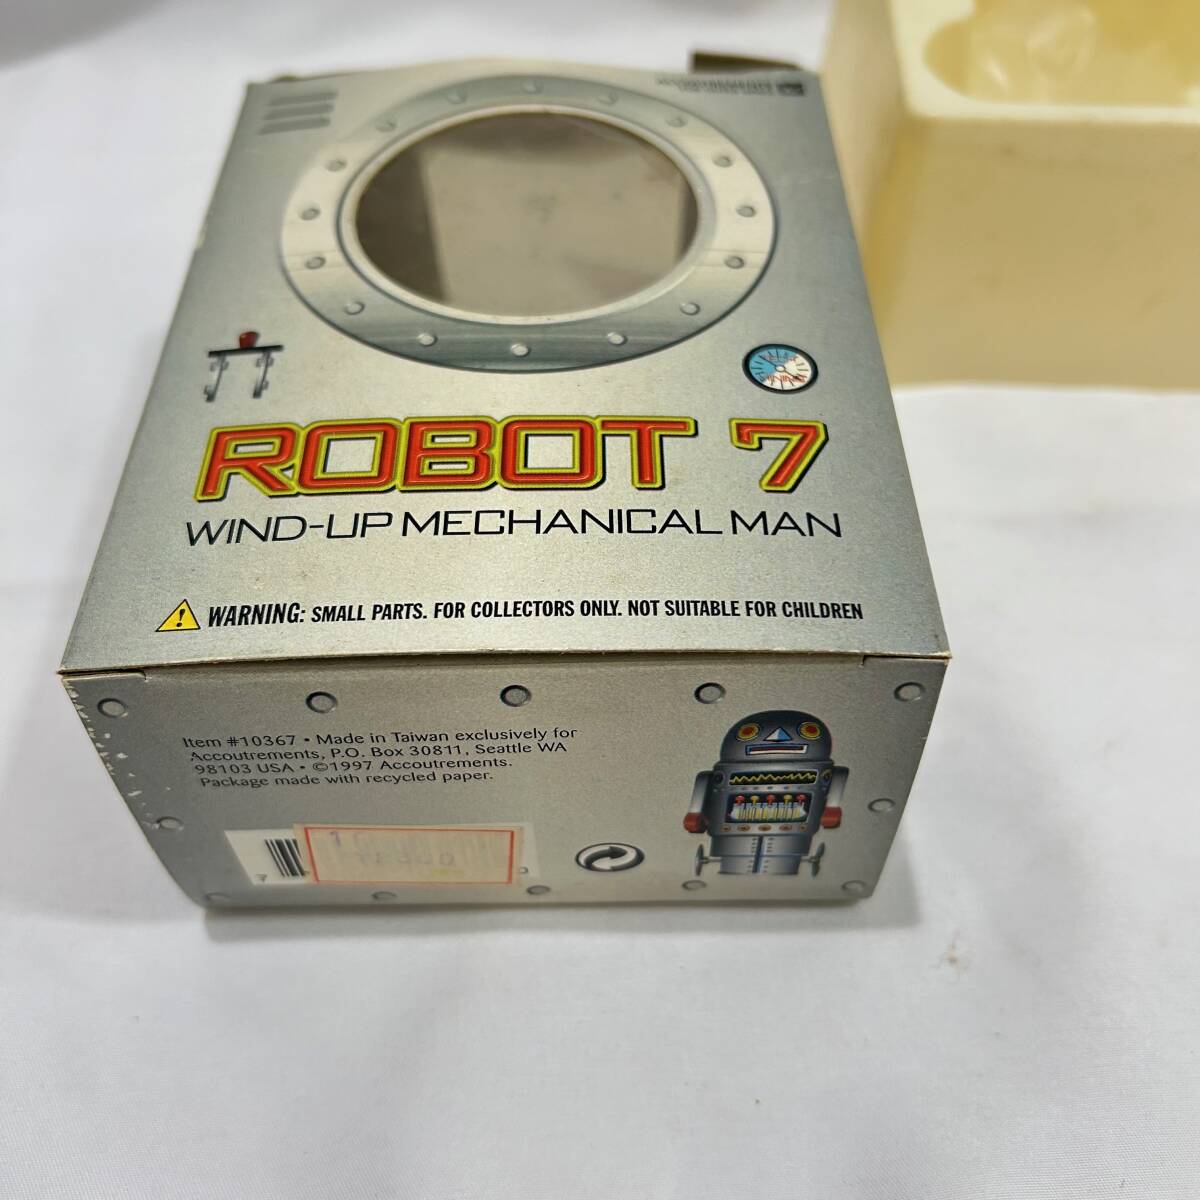 ROBOT 7
WIND-UP MECHANICAL MAN
WARNING: SMALL PARTS. FOR COLLECTORS ONLY. NOT SUITABLE FOR CHILDREN
Item #10367 • Made in Taiwan exclusively for
Accoutrements, P.O. Box 30811, Seattle WA
98103 USA • ©1997 Accoutrements.
Package made with recycled paper.